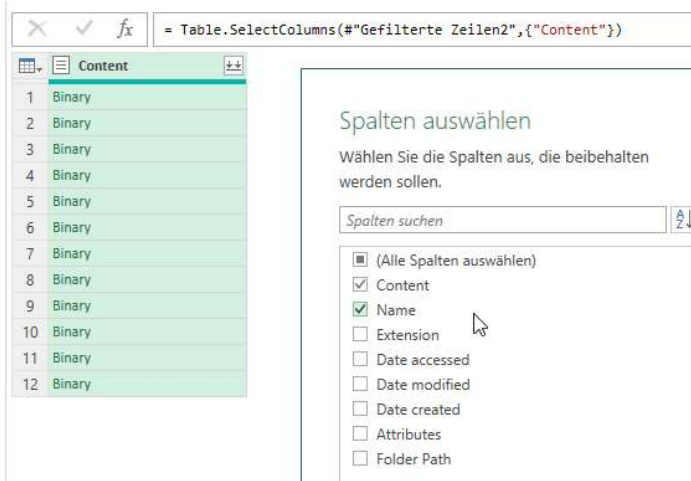 fx = Table.SelectColumns(#"Gefilterte Zeilen2",{"Content"})
Content
1 Binary
2 Binary
3 Binary
4 Binary
5 Binary
6 Binary
7 Binary
8 Binary
9 Binary
10 Binary
11 Binary
12 Binary
Spalten auswählen
Wählen Sie die Spalten aus, die beibehalten
werden sollen.
Spalten suchen
A
Z
(Alle Spalten auswählen)
Content
Name
Extension
Date accessed
Date modified
Date created
Attributes
Folder Path